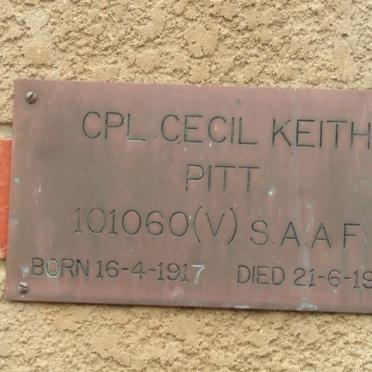 CPL. CECIL KEITH
PITT
101060(V) S.A.A.F.
BORN 16-4-1917 DIED 21-6-19